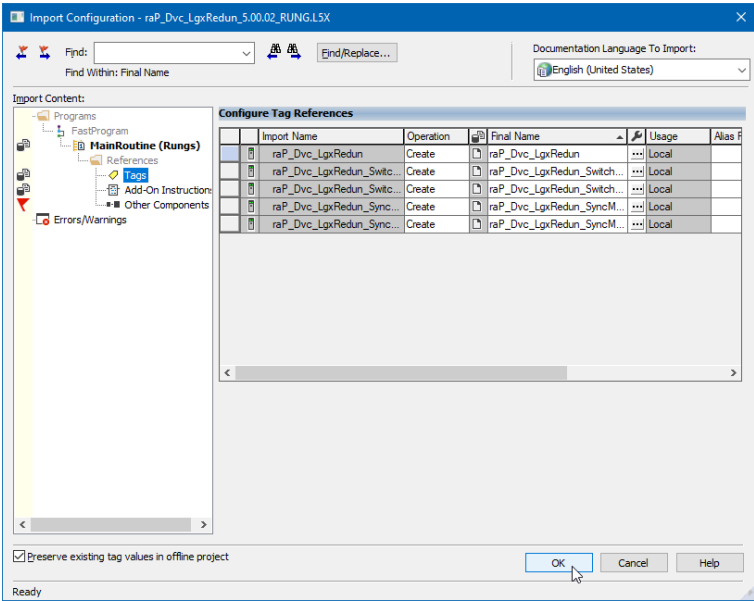 Import Configuration - raP_Dvc_LgxRedun_5.00.02_RUNG.L5X
Find:
Find/Replace...
Find Within: Final Name
Documentation Language To Import:
English (United States)
Import Content:
Programs
FastProgram
MainRoutine (Rungs)
References
Tags
Add-On Instruction
Other Components
Errors/Warnings
Configure Tag References
Import Name Operation Final Name Usage Alias F
raP_Dvc_LgxRedun Create raP_Dvc_LgxRedun ... Local
raP_Dvc_LgxRedun_Switc... Create raP_Dvc_LgxRedun_Switch... ... Local
raP_Dvc_LgxRedun_Switc... Create raP_Dvc_LgxRedun_Switch... ... Local
raP_Dvc_LgxRedun_Sync... Create raP_Dvc_LgxRedun_SyncM... ... Local
raP_Dvc_LgxRedun_Sync... Create raP_Dvc_LgxRedun_SyncM... ... Local
Preserve existing tag values in offline project
OK Cancel Help
Ready